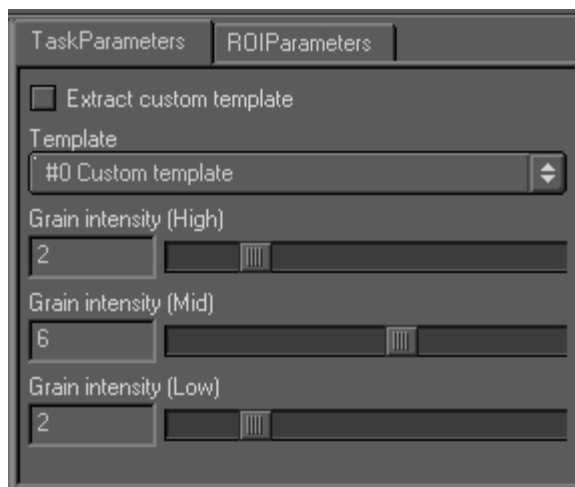 TaskParameters ROIParameters
Extract custom template
Template
#0 Custom template
Grain intensity (High)
2
Grain intensity (Mid)
6
Grain intensity (Low)
2